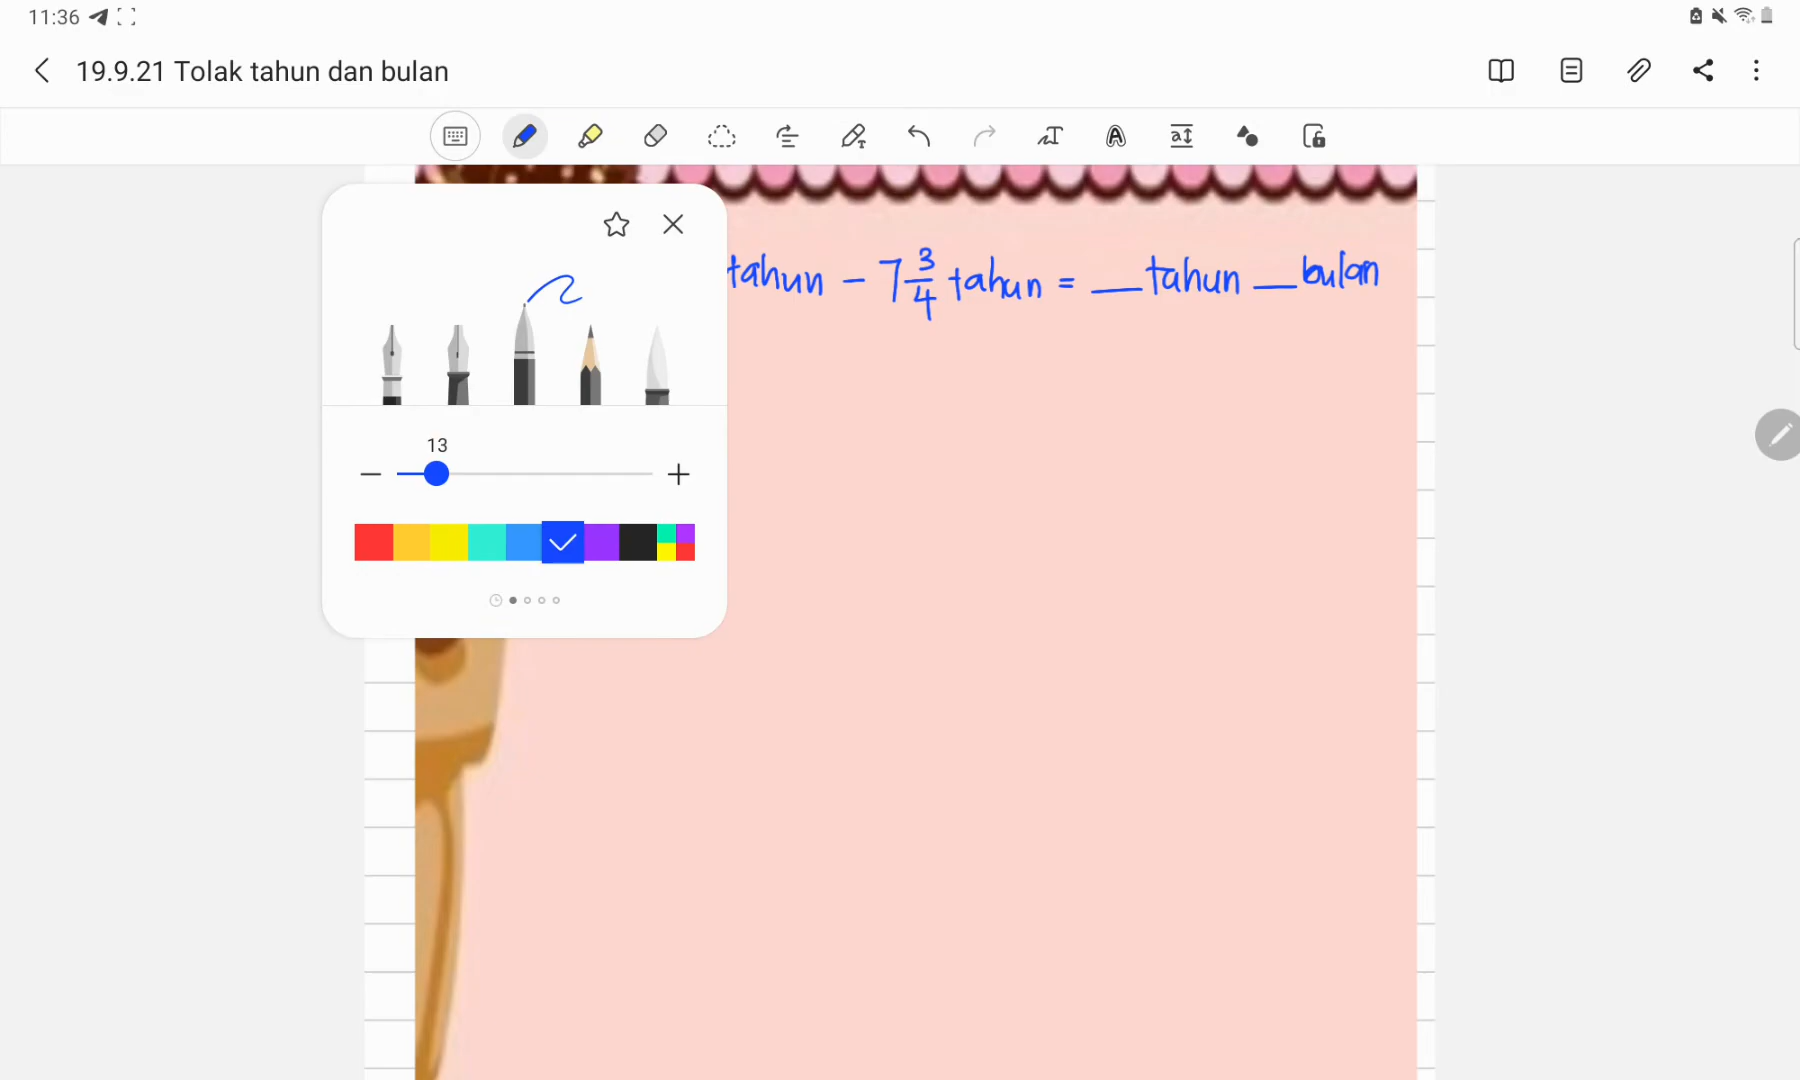 11:36
19.9.21 Tolak tahun dan bulan
tahun - 7 3/4 tahun = __ tahun __ bulan
13